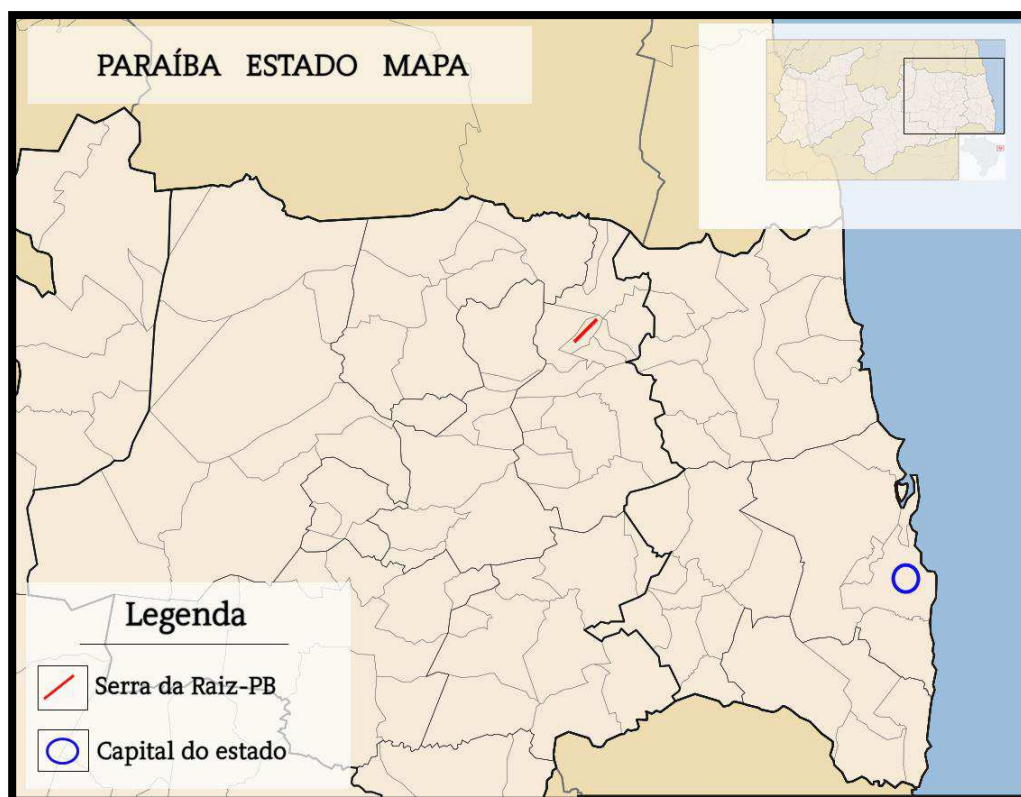 PARAÍBA ESTADO MAPA
Legenda
Serra da Raiz-PB
Capital do estado